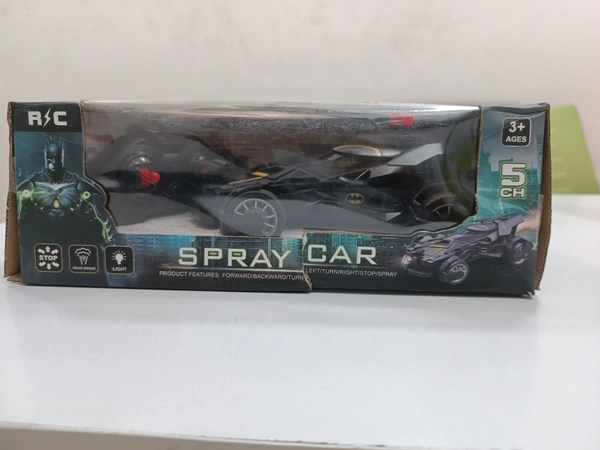 R/C
3+
AGES
5
CH
STOP
LIGHT
SPRAY CAR
PRODUCT FEATURES: FORWARD/BACKWARD/TURN LEFT/TURN/RIGHT/STOP/SPRAY